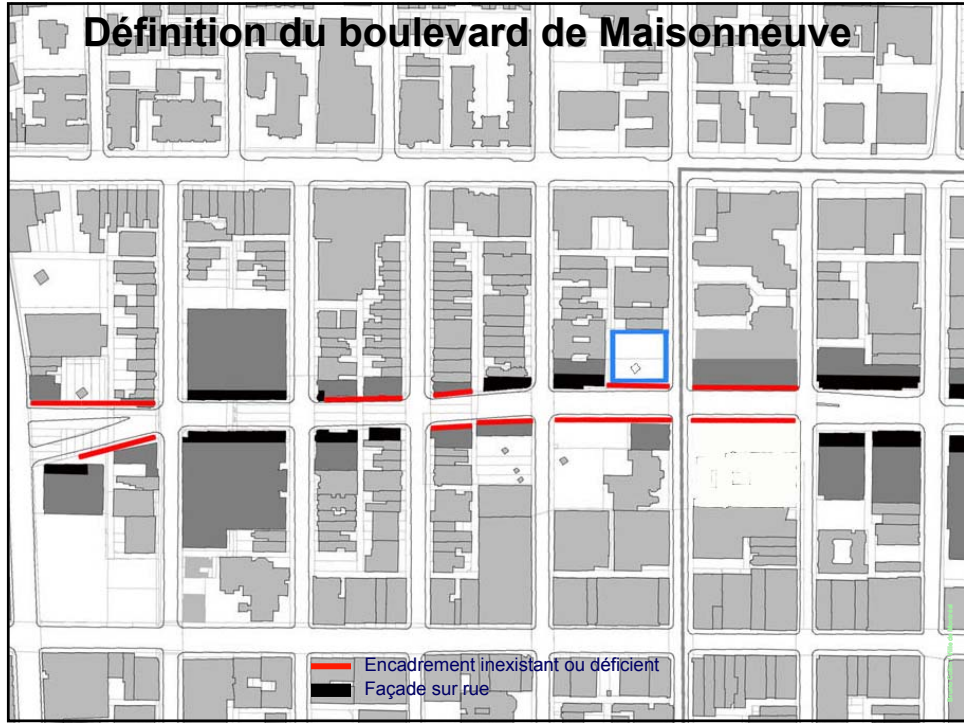 Définition du boulevard de Maisonneuve
Encadrement inexistant ou déficient
Façade sur rue